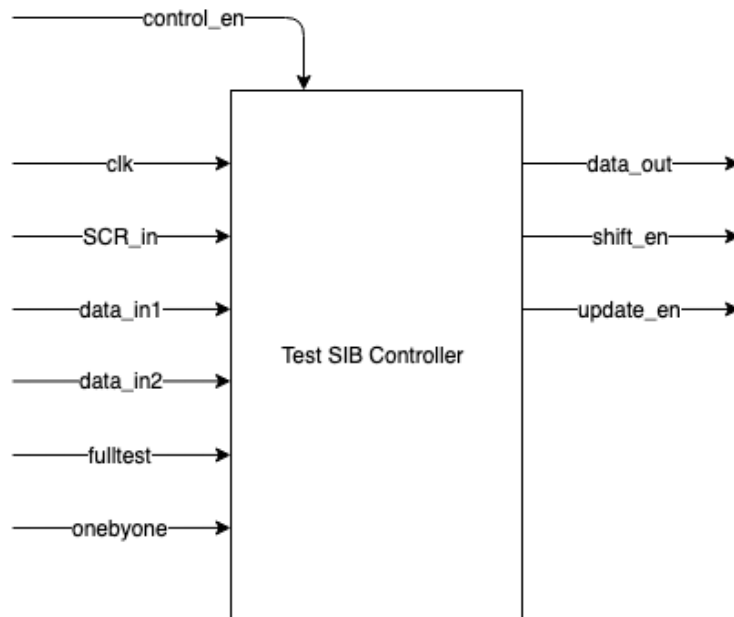 control_en
clk
data_out
SCR_in
shift_en
data_in1
update_en
Test SIB Controller
data_in2
fulltest
onebyone